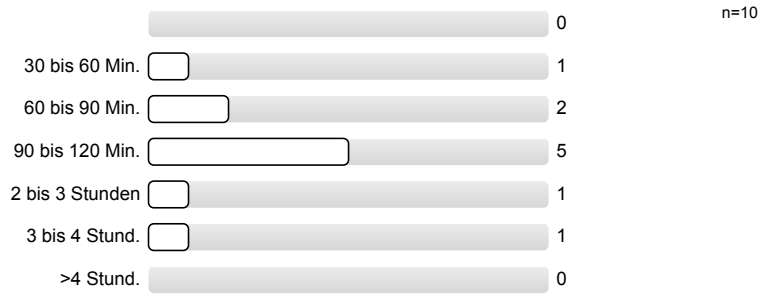 0
n=10
30 bis 60 Min. 1
60 bis 90 Min. 2
90 bis 120 Min. 5
2 bis 3 Stunden 1
3 bis 4 Stund. 1
>4 Stund. 0